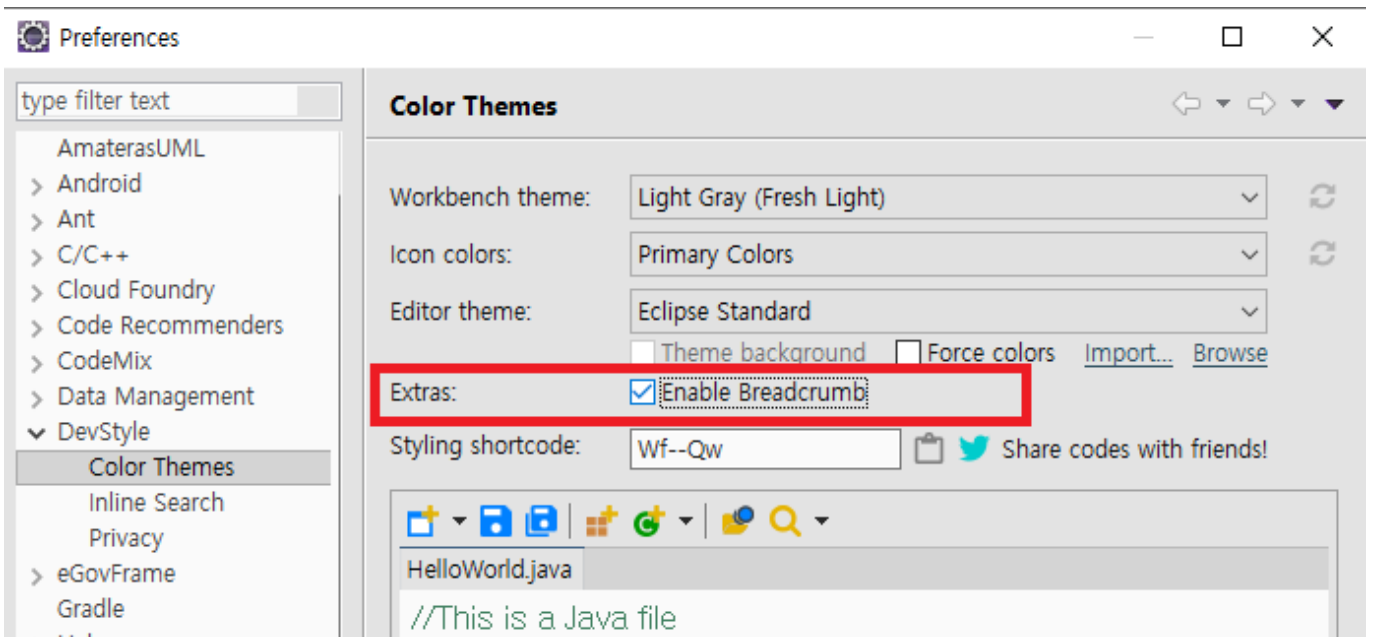 Preferences
type filter text
AmaterasUML
Android
Ant
C/C++
Cloud Foundry
Code Recommenders
CodeMix
Data Management
DevStyle
Color Themes
Inline Search
Privacy
eGovFrame
Gradle
Color Themes
Workbench theme: Light Gray (Fresh Light)
Icon colors: Primary Colors
Editor theme: Eclipse Standard
Theme background Force colors Import... Browse
Extras: Enable Breadcrumb
Styling shortcode: Wf--Qw Share codes with friends!
HelloWorld.java
//This is a Java file